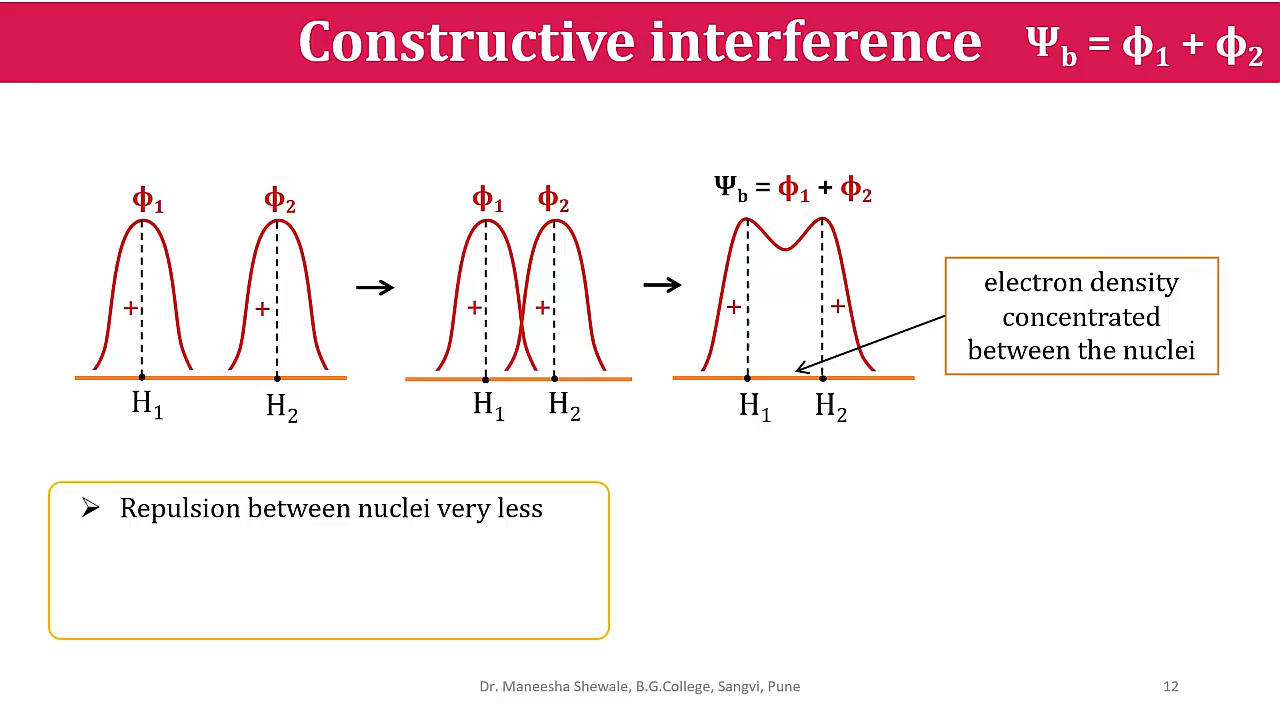 Constructive interference Ψb = ϕ1 + ϕ2
ϕ1 ϕ2
+ +
H1 H2
ϕ1 ϕ2
+ +
H1 H2
Ψb = ϕ1 + ϕ2
+ +
H1 H2
electron density
concentrated
between the nuclei
➢ Repulsion between nuclei very less
Dr. Maneesha Shewale, B.G.College, Sangvi, Pune
12